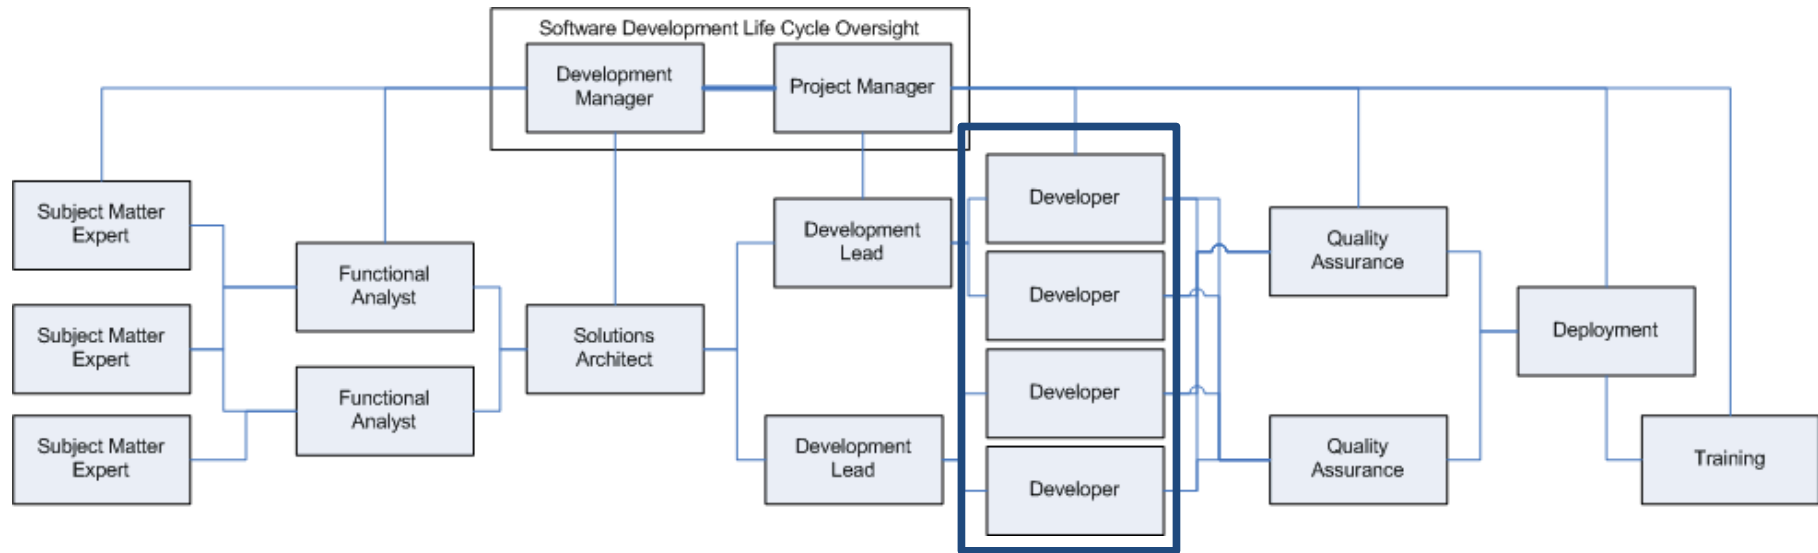 Software Development Life Cycle Oversight
Development
Manager
Project Manager
Subject Matter
Expert
Subject Matter
Expert
Subject Matter
Expert
Functional
Analyst
Functional
Analyst
Solutions
Architect
Development
Lead
Development
Lead
Developer
Developer
Developer
Developer
Quality
Assurance
Quality
Assurance
Deployment
Training